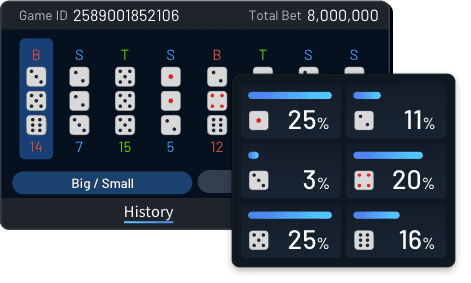 Game ID 2589001852106 Total Bet 8,000,000
B S T S B T S S
14 7 15 5 12
Big / Small
History
25% 11%
3% 20%
25% 16%